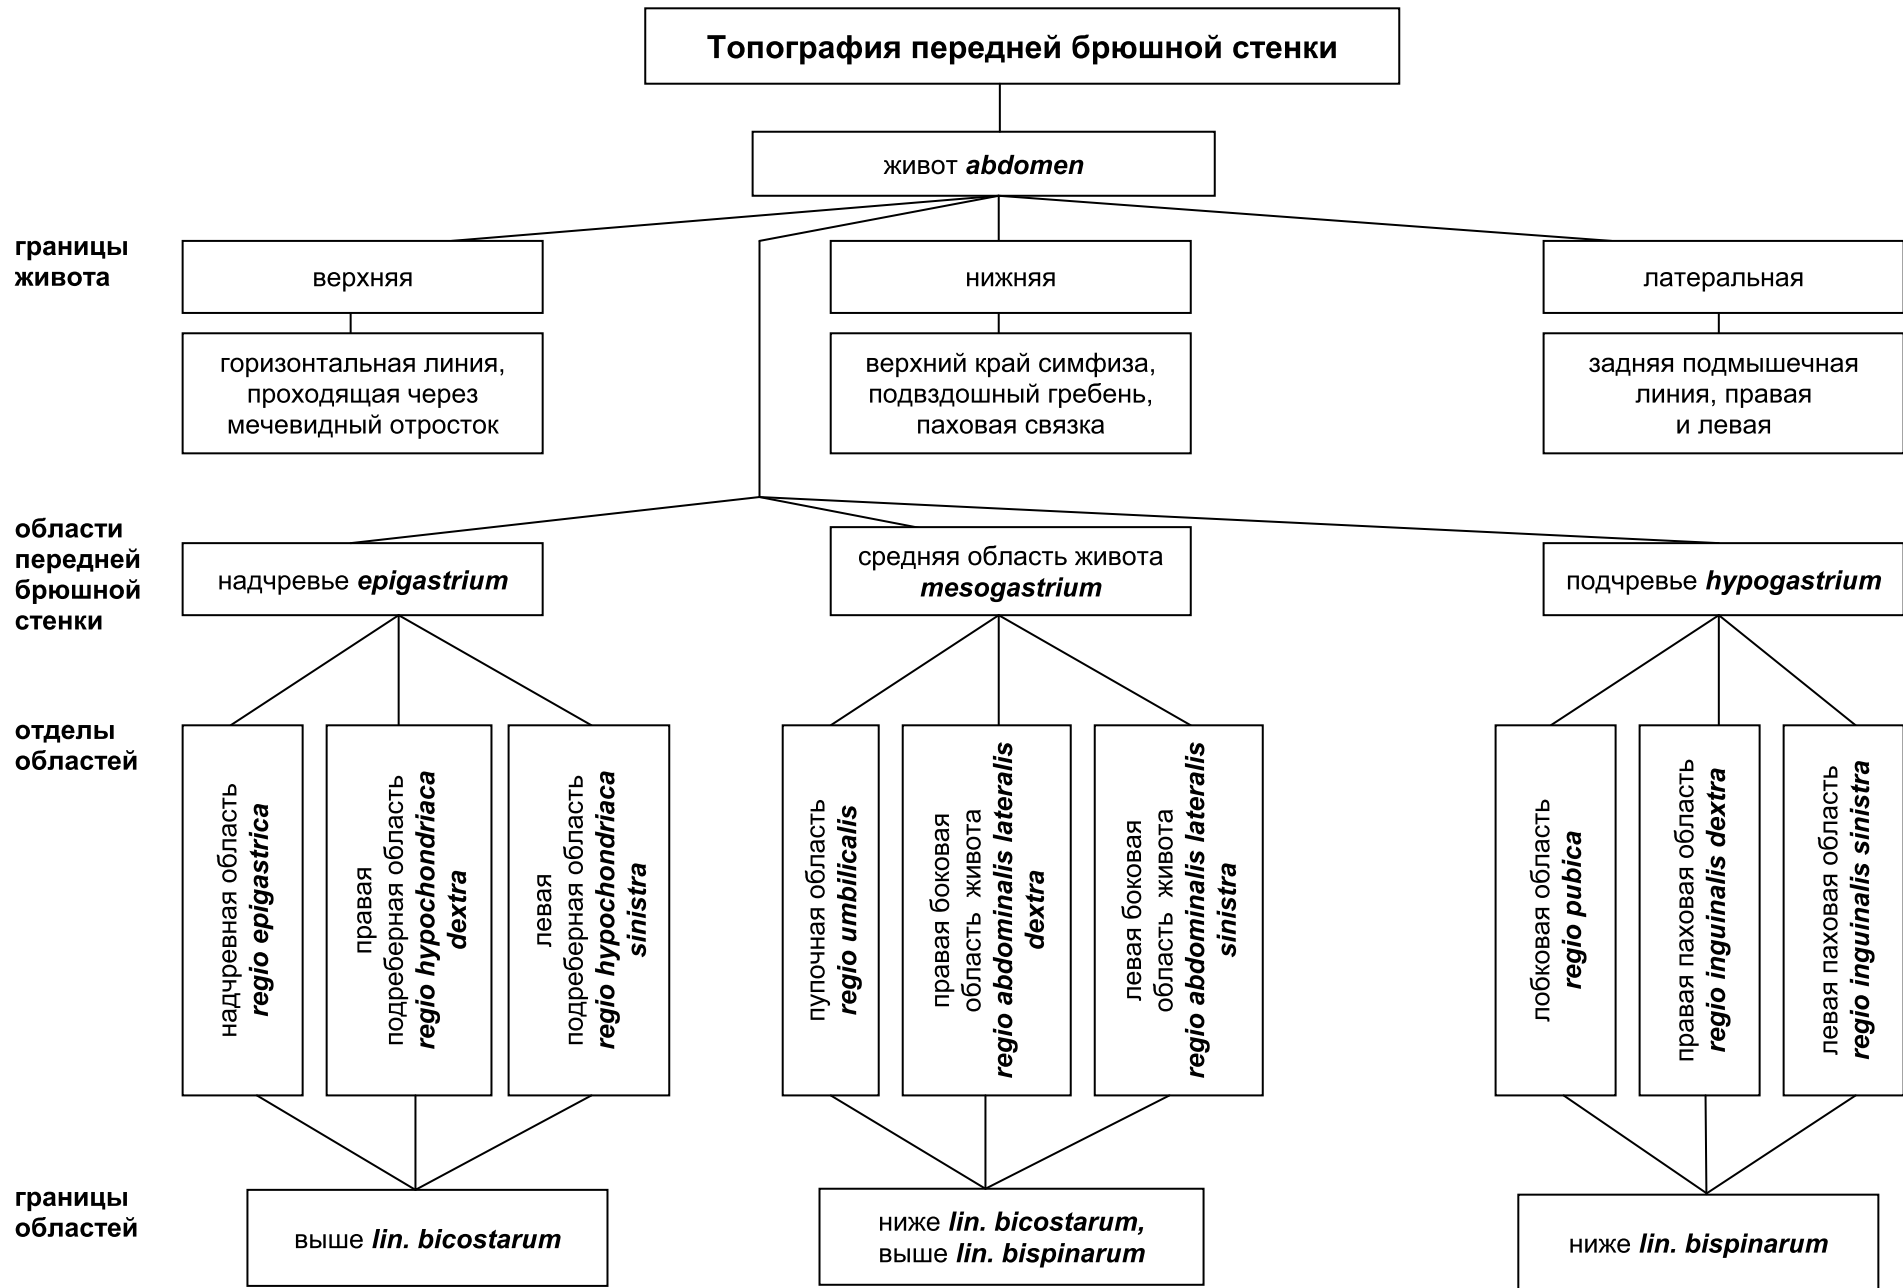 Топография передней брюшной стенки
живот abdomen
границы
живота
верхняя
нижняя
латеральная
горизонтальная линия,
проходящая через
мечевидный отросток
верхний край симфиза,
подвздошный гребень,
паховая связка
задняя подмышечная
линия, правая
и левая
области
передней
брюшной
стенки
надчревье epigastrium
средняя область живота
mesogastrium
подчревье hypogastrium
отделы
областей
надчревная область
regio epigastrica
правая
подреберная область
regio hypochondriaca
dextra
левая
подреберная область
regio hypochondriaca
sinistra
пупочная область
regio umbilicalis
правая боковая
область живота
regio abdominalis lateralis
dextra
левая боковая
область живота
regio abdominalis lateralis
sinistra
лобковая область
regio pubica
правая паховая область
regio inguinalis dextra
левая паховая область
regio inguinalis sinistra
границы
областей
выше lin. bicostarum
ниже lin. bicostarum,
выше lin. bispinarum
ниже lin. bispinarum